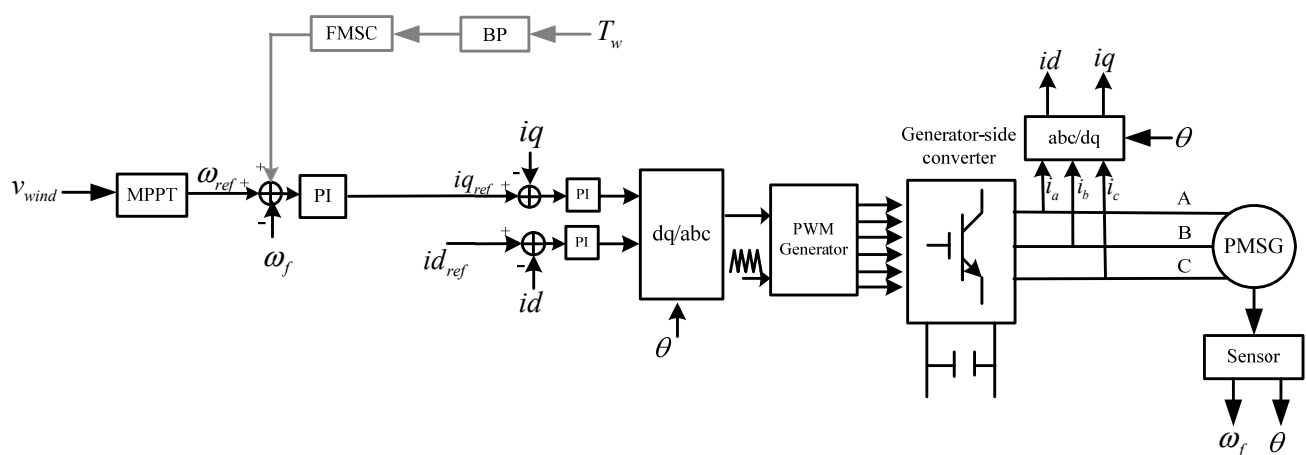 FMSC
BP
T_w
v_wind
MPPT
ω_ref
+
+
-
ω_f
PI
iq
-
iq_ref
+
PI
id_ref
+
-
id
PI
dq/abc
θ
PWM
Generator
Generator-side
converter
id
iq
abc/dq
θ
i_a
i_b
i_c
A
B
C
PMSG
Sensor
ω_f
θ